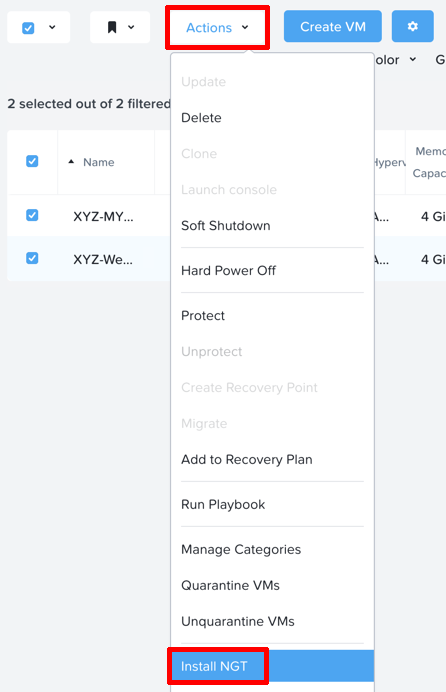 Actions
Create VM
olor
G
2 selected out of 2 filtered
Name
Hyperv
Memo
Capac
XYZ-MY...
A...
4 Gi
XYZ-We...
A...
4 Gi
Update
Delete
Clone
Launch console
Soft Shutdown
Hard Power Off
Protect
Unprotect
Create Recovery Point
Migrate
Add to Recovery Plan
Run Playbook
Manage Categories
Quarantine VMs
Unquarantine VMs
Install NGT